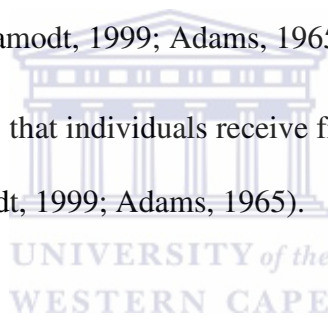 amodt, 1999; Adams, 1965
that individuals receive f
dt, 1999; Adams, 1965).
UNIVERSITY of the
WESTERN CAPE